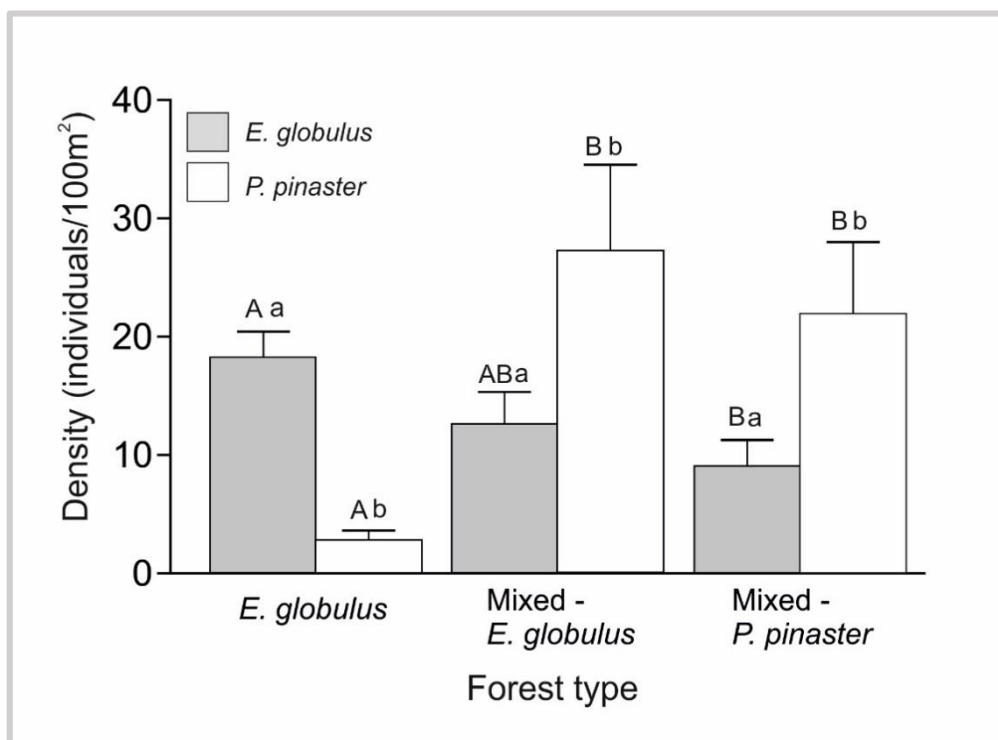 Density (individuals/100m²)
40
30
20
10
0
E. globulus
P. pinaster
A a
A b
ABa
B b
Ba
B b
E. globulus
Mixed -
E. globulus
Mixed -
P. pinaster
Forest type